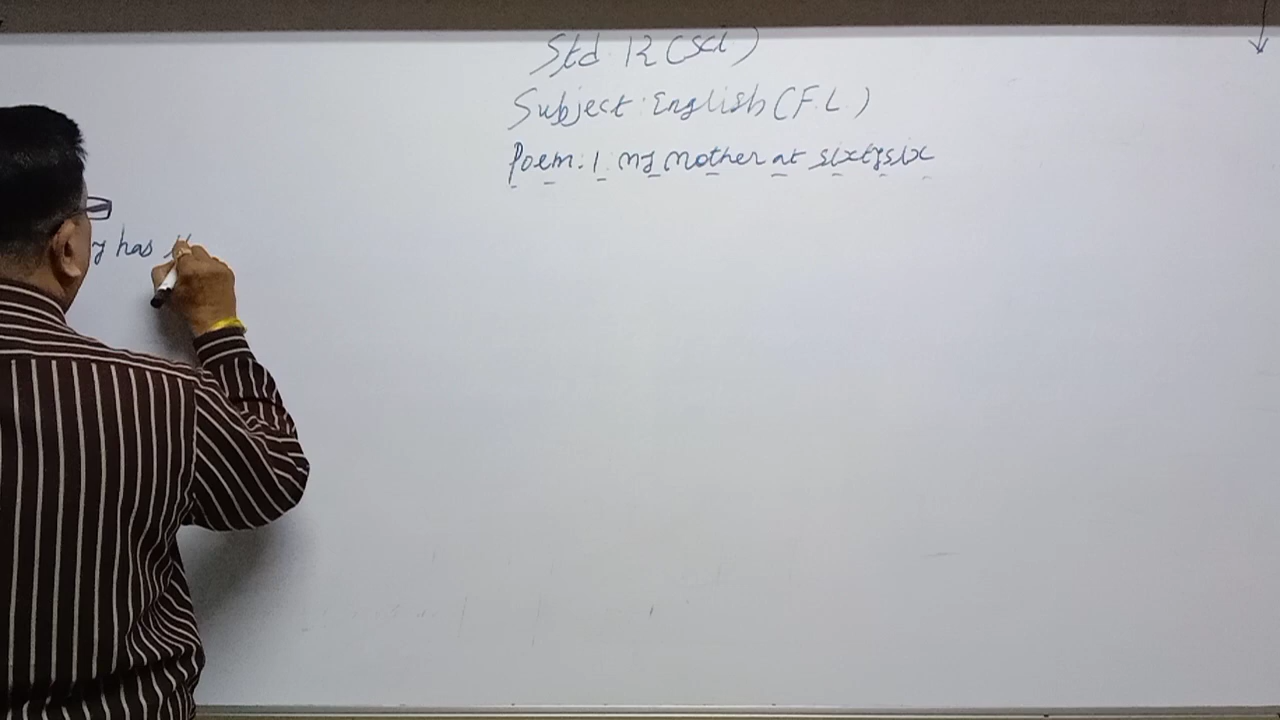 Std. 12 (Sci.)
Subject: English (F.L.)
Poem: 1. My Mother at sixtysix
has